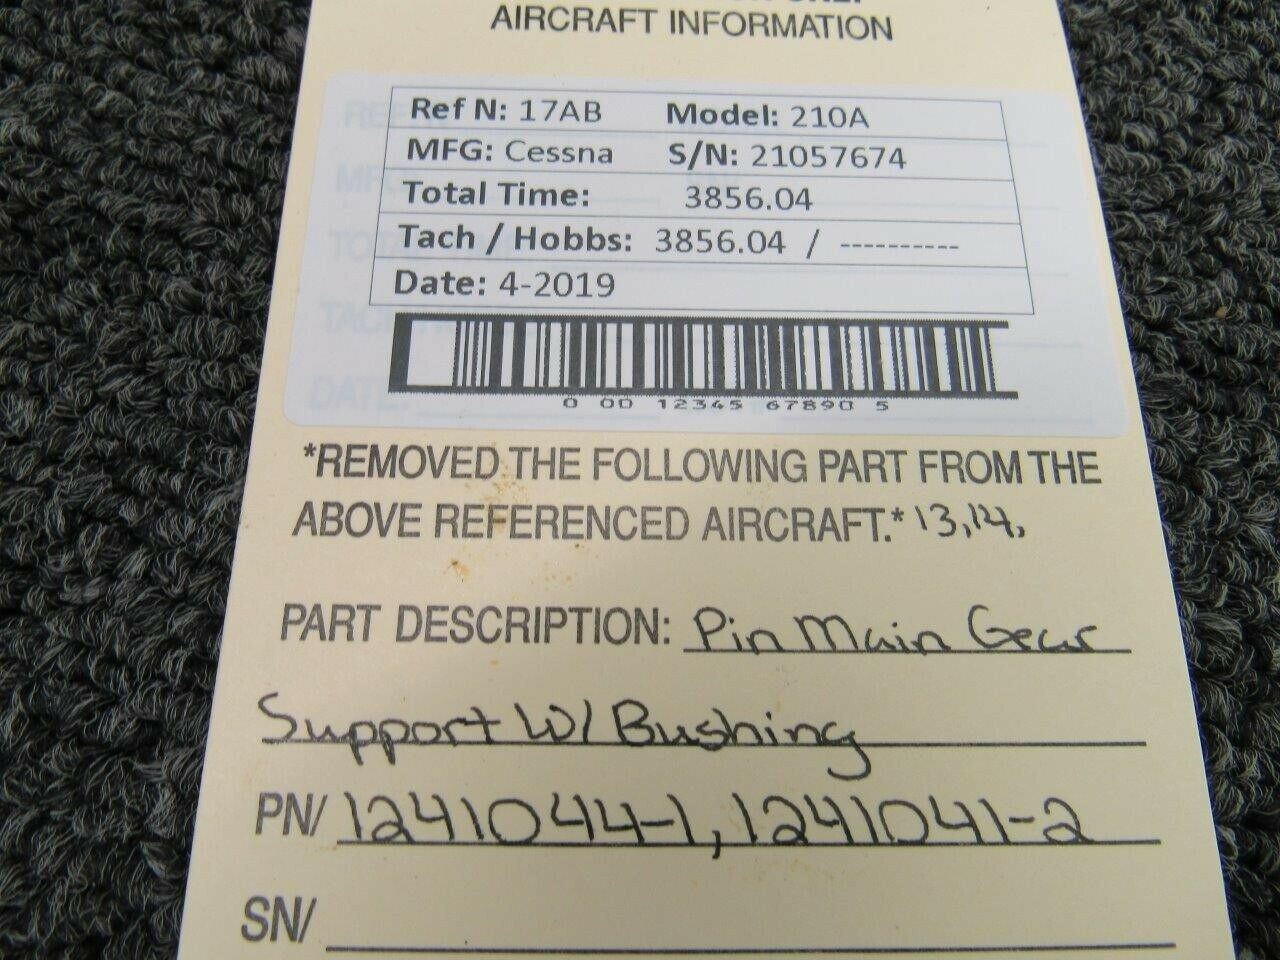 AIRCRAFT INFORMATION
Ref N: 17AB Model: 210A
MFG: Cessna S/N: 21057674
Total Time: 3856.04
Tach / Hobbs: 3856.04 / ----------
Date: 4-2019
0 00 12345 67890 5
*REMOVED THE FOLLOWING PART FROM THE
ABOVE REFERENCED AIRCRAFT.* 13,14,
PART DESCRIPTION: Pin Main Gear
Support W/ Bushing
PN/ 1241044-1, 1241041-2
SN/